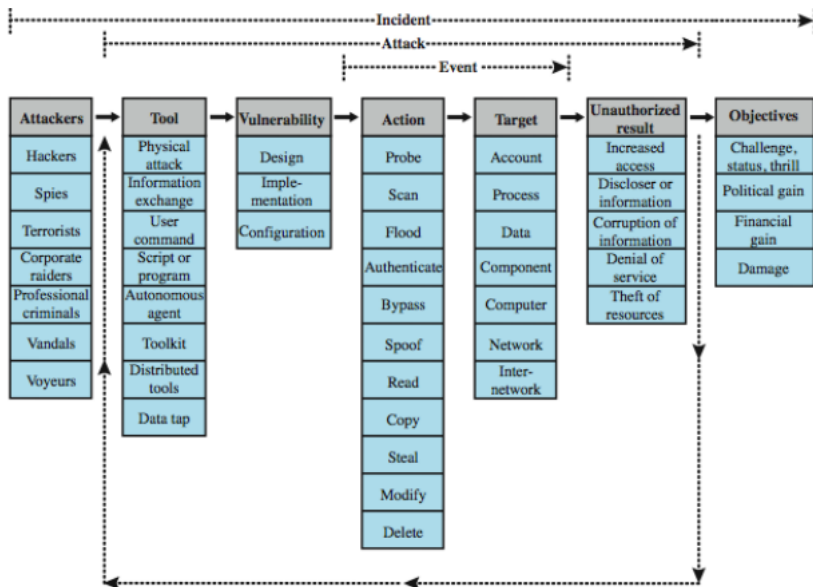 Incident
Attack
Event
Attackers
Tool
Vulnerability
Action
Target
Unauthorized
result
Objectives
Hackers
Spies
Terrorists
Corporate
raiders
Professional
criminals
Vandals
Voyeurs
Physical
attack
Information
exchange
User
command
Script or
program
Autonomous
agent
Toolkit
Distributed
tools
Data tap
Design
Imple-
mentation
Configuration
Probe
Scan
Flood
Authenticate
Bypass
Spoof
Read
Copy
Steal
Modify
Delete
Account
Process
Data
Component
Computer
Network
Inter-
network
Increased
access
Discloser or
information
Corruption of
information
Denial of
service
Theft of
resources
Challenge,
status, thrill
Political gain
Financial
gain
Damage